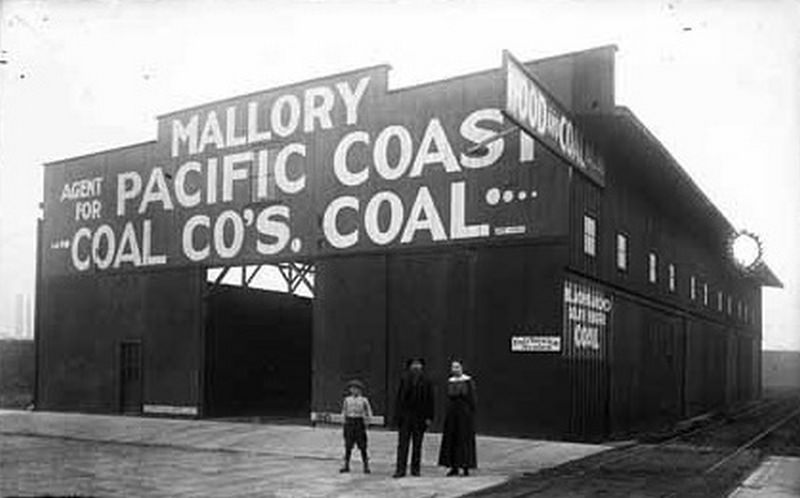 MALLORY
AGENT FOR PACIFIC COAST
COAL CO'S. COAL
WOOD AND COAL
COAL